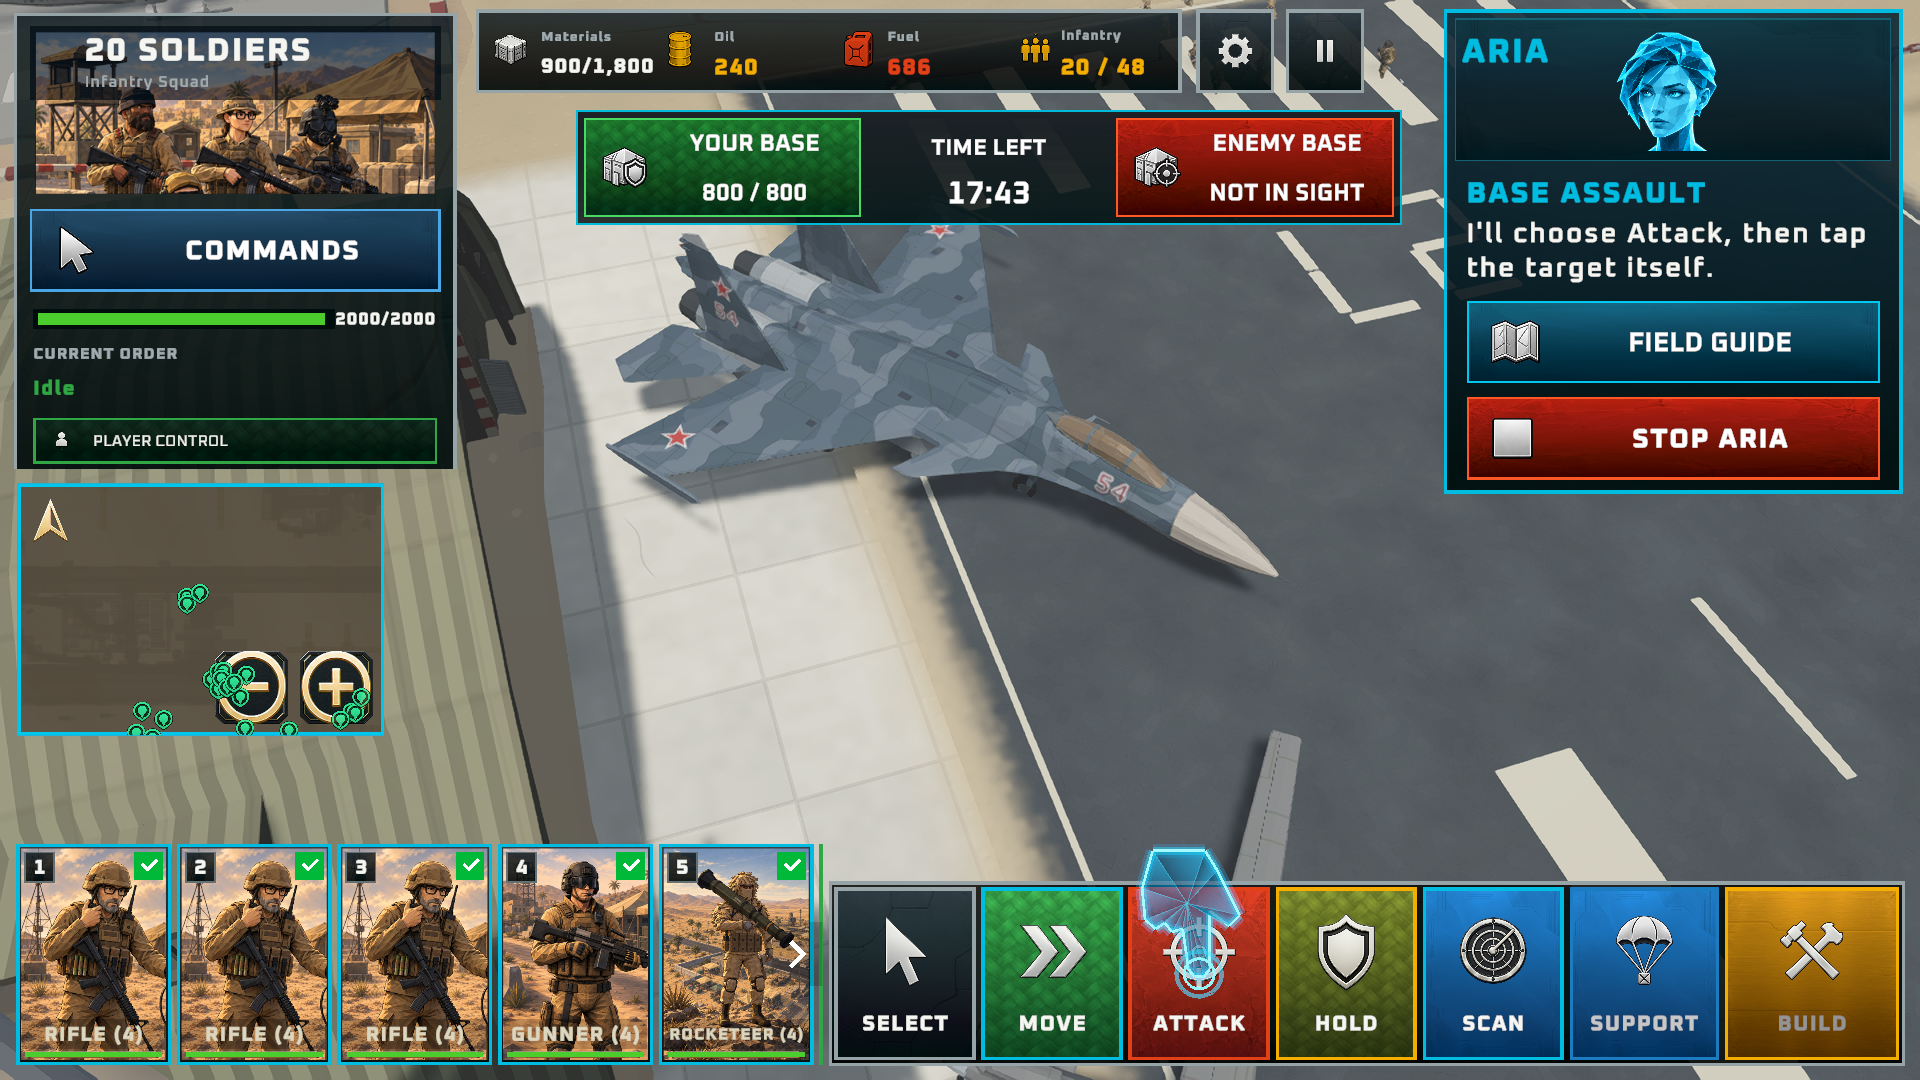 20 SOLDIERS
Infantry Squad
COMMANDS
2000/2000
CURRENT ORDER
Idle
PLAYER CONTROL
Materials
900/1,800
Oil
240
Fuel
686
Infantry
20 / 48
YOUR BASE
800 / 800
TIME LEFT
17:43
ENEMY BASE
NOT IN SIGHT
ARIA
BASE ASSAULT
I'll choose Attack, then tap
the target itself.
FIELD GUIDE
STOP ARIA
54
54
1
RIFLE (4)
2
RIFLE (4)
3
RIFLE (4)
4
GUNNER (4)
5
ROCKETEER (4)
SELECT
MOVE
ATTACK
HOLD
SCAN
SUPPORT
BUILD